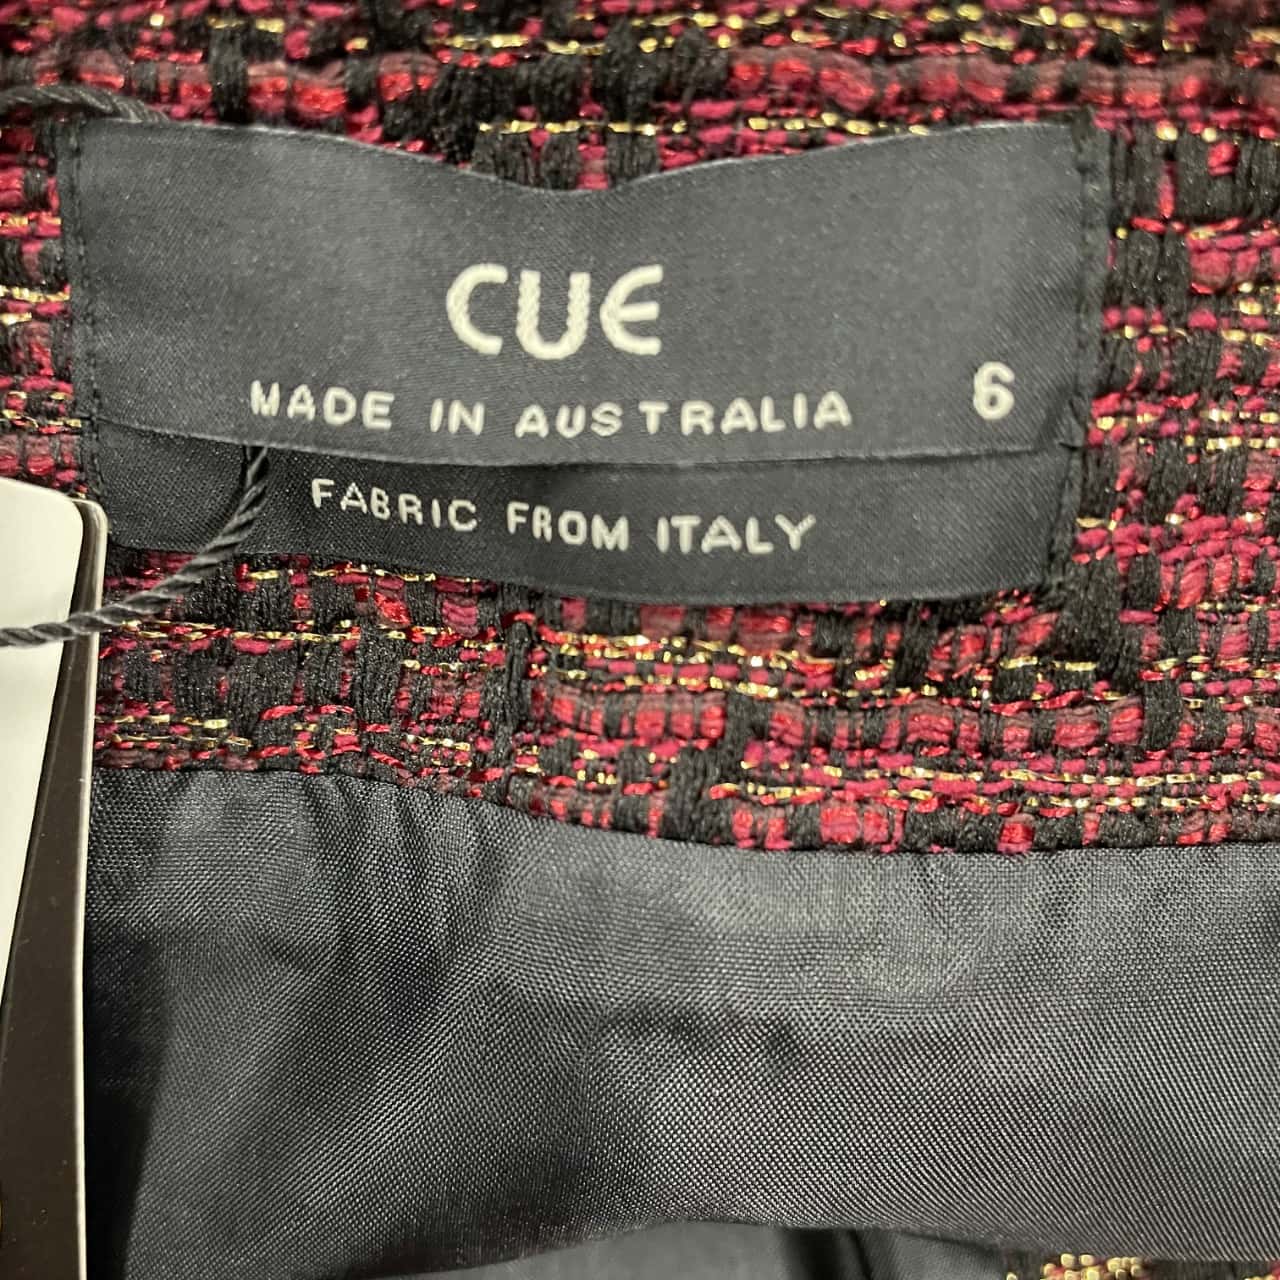 CUE
MADE IN AUSTRALIA 6
FABRIC FROM ITALY